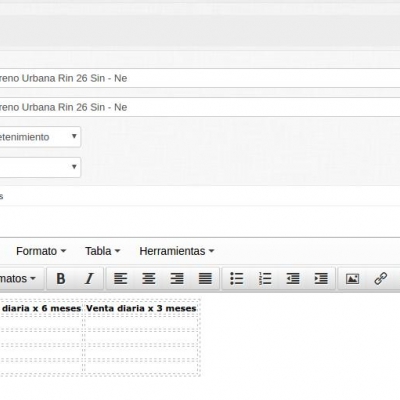 reno Urbana Rin 26 Sin - Ne
reno Urbana Rin 26 Sin - Ne
etenimiento
s
Formato Tabla Herramientas
matos B I
diaria x 6 meses Venta diaria x 3 meses